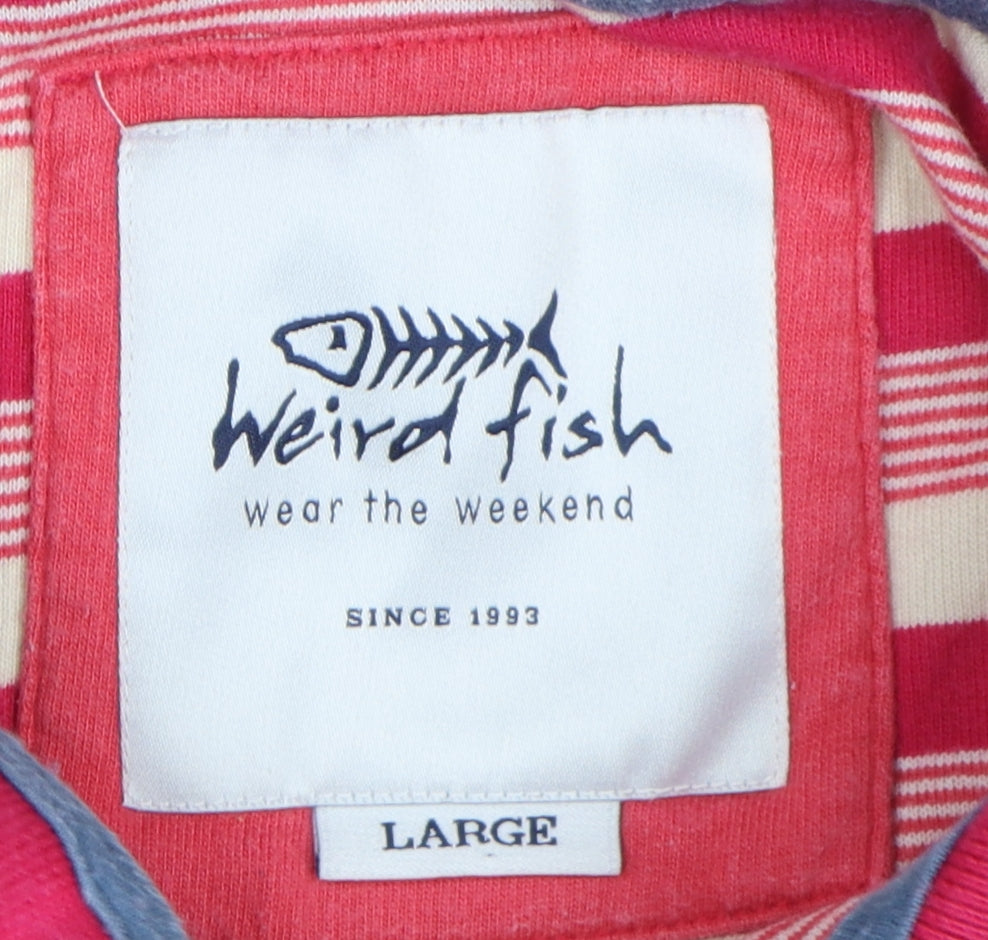 weird fish
wear the weekend
SINCE 1993
LARGE